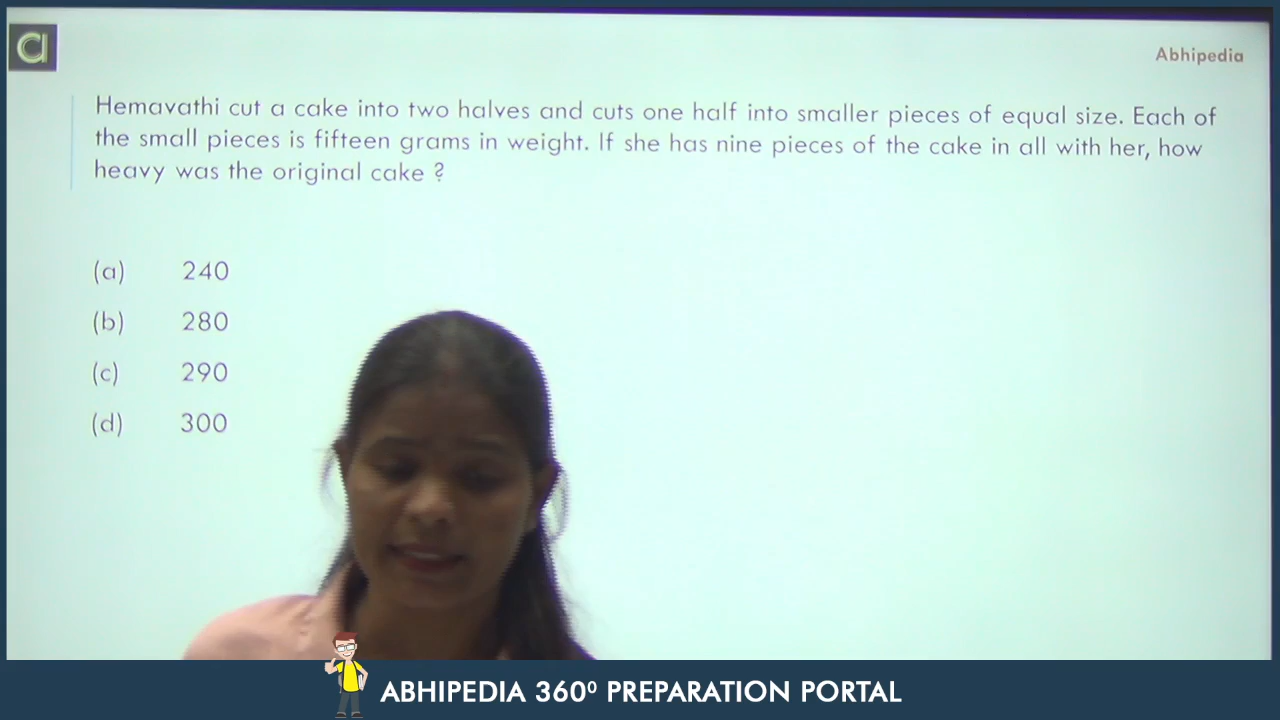 Abhipedia
Hemavathi cut a cake into two halves and cuts one half into smaller pieces of equal size. Each of
the small pieces is fifteen grams in weight. If she has nine pieces of the cake in all with her, how
heavy was the original cake ?
(a) 240
(b) 280
(c) 290
(d) 300
ABHIPEDIA 360⁰ PREPARATION PORTAL